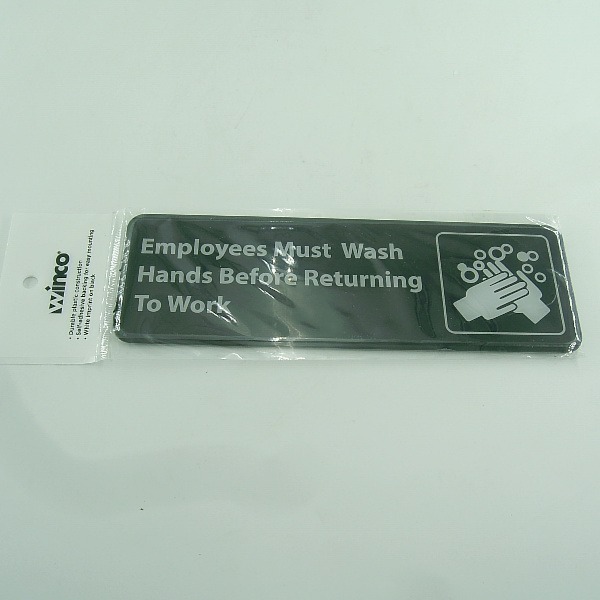 Employees Must Wash
Hands Before Returning
To Work
Winco®
• Durable plastic construction
• Self-adhesive backing for easy mounting
• White imprint on black